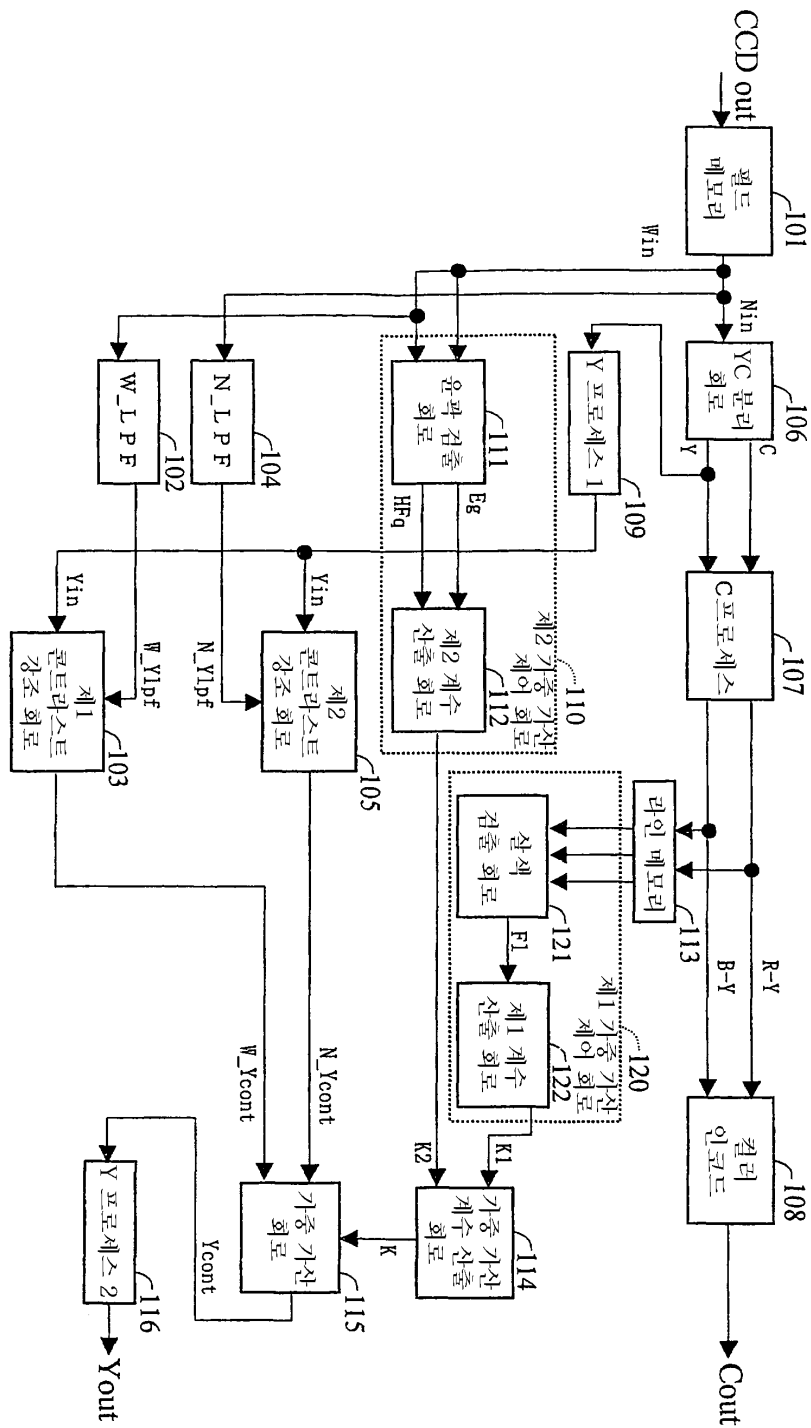 CCD out
필드
메모리
101
Win
Nin
YC 분리
회로
106
C
Y
C프로세스
107
R-Y
B-Y
컬러
인코드
108
Cout
Y 프로세스 1
109
라인 메모리
113
윤곽 검출
회로
111
Eg
HFq
제2 계수
산출 회로
112
제2 가중 가산
제어 회로
110
살색
검출 회로
121
F1
제1 계수
산출 회로
122
제1 가중 가산
제어 회로
120
K1
K2
가중 가산
계수 산출
회로
114
K
N_LPF
104
W_LPF
102
Yin
N_Ylpf
제2
콘트라스트
강조 회로
105
Yin
W_Ylpf
제1
콘트라스트
강조 회로
103
N_Ycont
W_Ycont
가중 가산
회로
115
Ycont
Y 프로세스 2
116
Yout